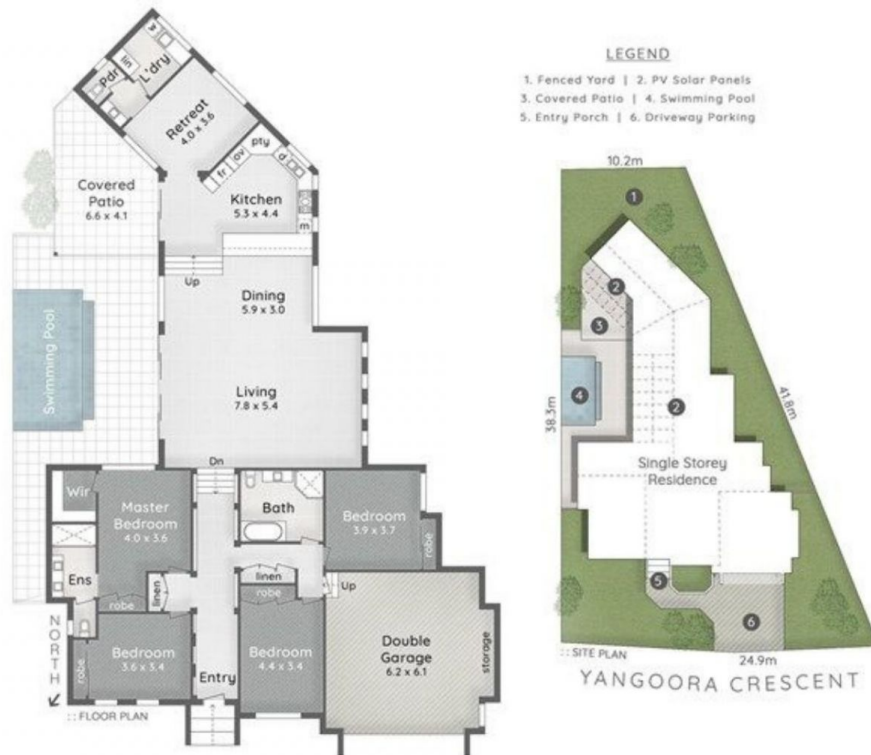 LEGEND
1. Fenced Yard | 2. PV Solar Panels
3. Covered Patio | 4. Swimming Pool
5. Entry Porch | 6. Driveway Parking
lin
L'dry
Pdr
Retreat
4.0 x 3.6
pty
ov
fr
d
Kitchen
5.3 x 4.4
m
Covered
Patio
6.6 x 4.1
Up
Dining
5.9 x 3.0
Swimming Pool
Living
7.8 x 5.4
Dn
Wir
Master
Bedroom
4.0 x 3.6
Bath
Bedroom
3.9 x 3.7
robe
Ens
linen
robe
linen
robe
Up
Bedroom
3.6 x 3.4
robe
Entry
Bedroom
4.4 x 3.4
Double
Garage
6.2 x 6.1
storage
NORTH
:: FLOOR PLAN
10.2m
1
2
3
4
38.3m
41.8m
2
Single Storey
Residence
5
6
:: SITE PLAN
24.9m
YANGOORA CRESCENT